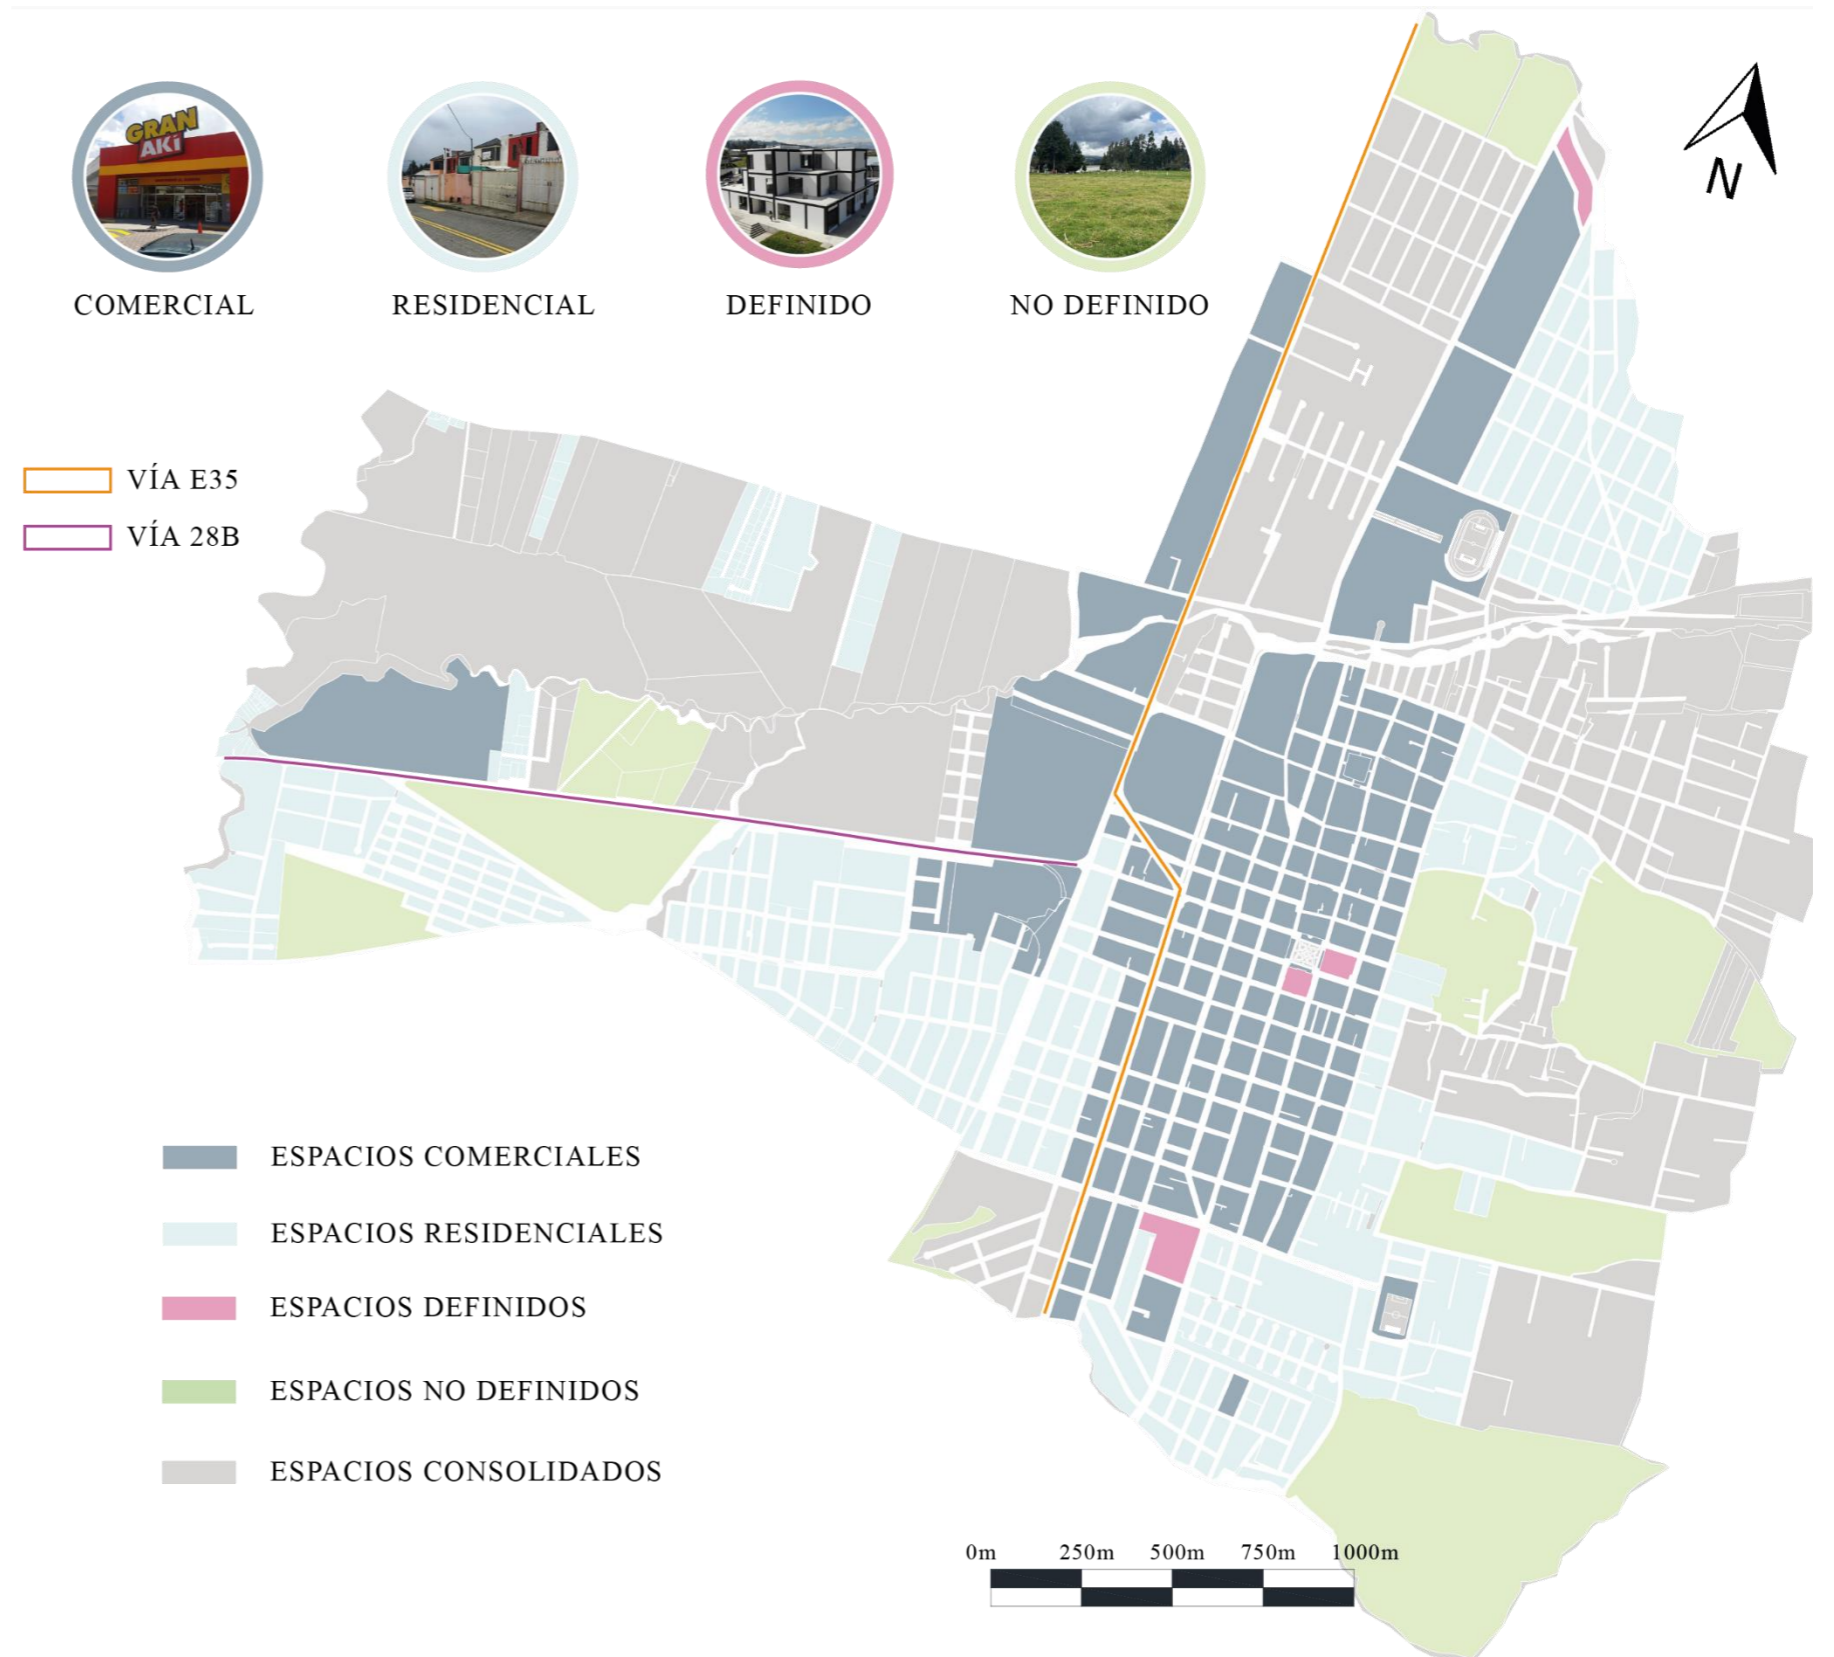 GRAN
AKI
COMERCIAL
RESIDENCIAL
DEFINIDO
NO DEFINIDO
N
VÍA E35
VÍA 28B
ESPACIOS COMERCIALES
ESPACIOS RESIDENCIALES
ESPACIOS DEFINIDOS
ESPACIOS NO DEFINIDOS
ESPACIOS CONSOLIDADOS
0m 250m 500m 750m 1000m